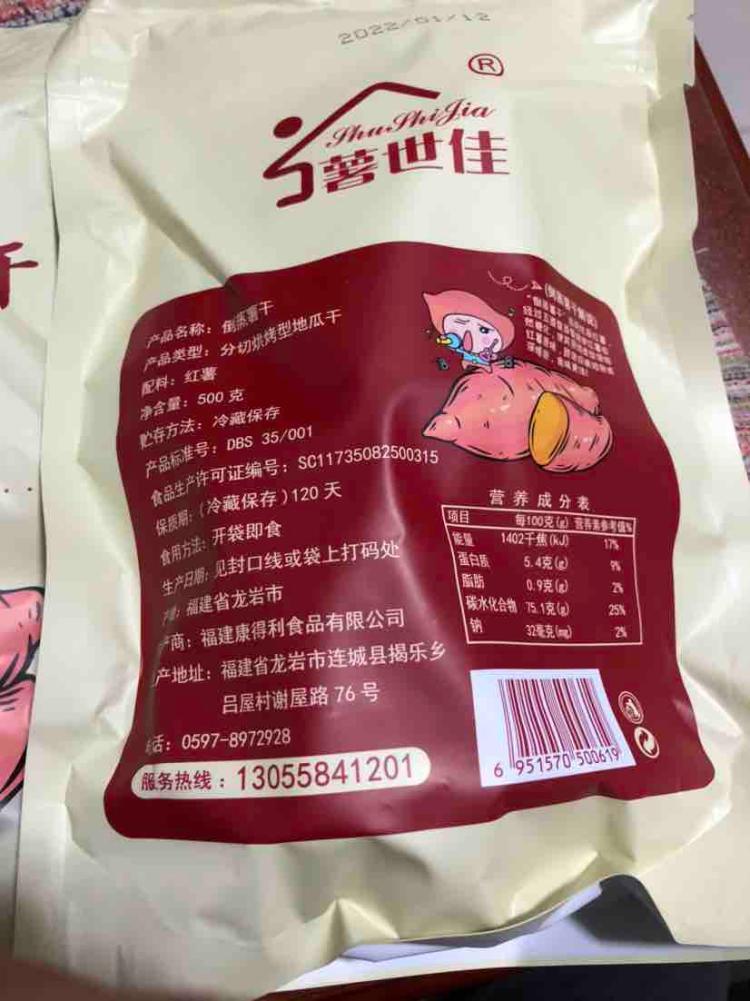 2022/01/12
®
ShuShiJia
薯世佳
产品名称：倒蒸薯干
产品类型：分切烘烤型地瓜干
配料：红薯
净含量：500 克
贮存方法：冷藏保存
产品标准号：DBS 35/001
食品生产许可证编号：SC11735082500315
保质期：(冷藏保存)120 天
食用方法：开袋即食
生产日期：见封口线或袋上打码处
产地：福建省龙岩市
产商：福建康得利食品有限公司
产地址：福建省龙岩市连城县揭乐乡
吕屋村谢屋路 76 号
电话：0597-8972928
服务热线：13055841201
营养成分表
项目 每100克(g) 营养素参考值%
能量 1402千焦(kJ) 17%
蛋白质 5.4克(g) 9%
脂肪 0.9克(g) 2%
碳水化合物 75.1克(g) 25%
钠 32毫克(mg) 2%
6 951570 500619
干